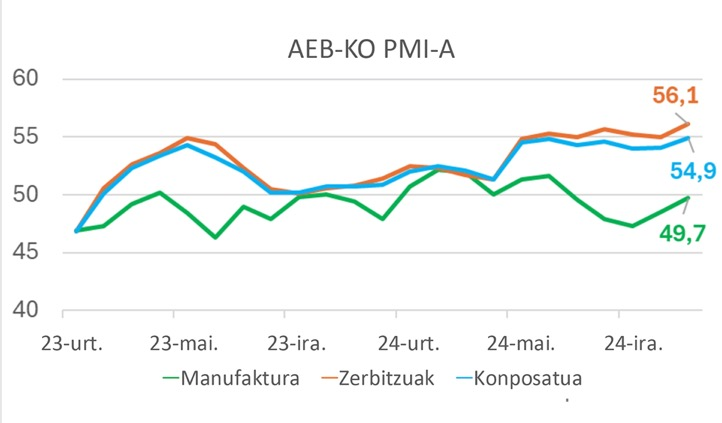 AEB-KO PMI-A
60
56,1
55
54,9
50
49,7
45
40
23-urt. 23-mai. 23-ira. 24-urt. 24-mai. 24-ira.
Manufaktura Zerbitzuak Konposatua